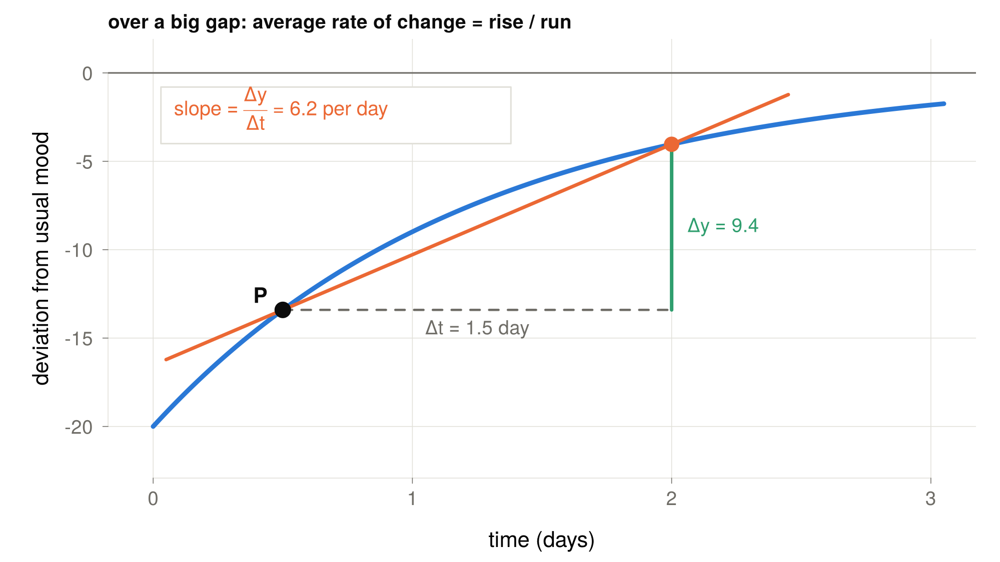 over a big gap: average rate of change = rise / run
0
-5
-10
-15
-20
deviation from usual mood
slope = Δy/Δt = 6.2 per day
P
Δy = 9.4
Δt = 1.5 day
0 1 2 3
time (days)